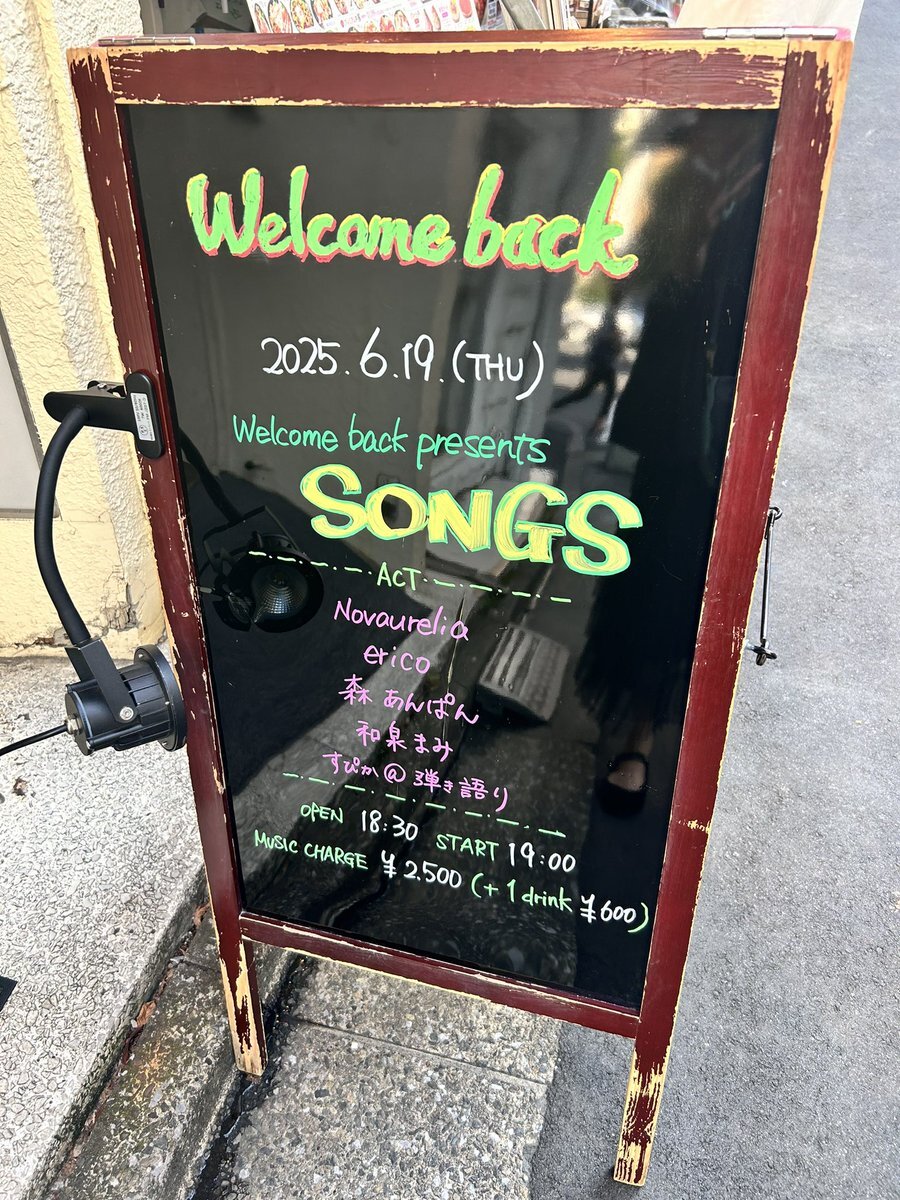 Welcome back
2025.6.19.(THU)
Welcome back presents
SONGS
ACT
Novaurelia
erico
森 あんぱん
和泉まみ
すぴか@弾き語り
OPEN 18:30 START 19:00
MUSIC CHARGE ¥2.500 (+1 drink ¥600)